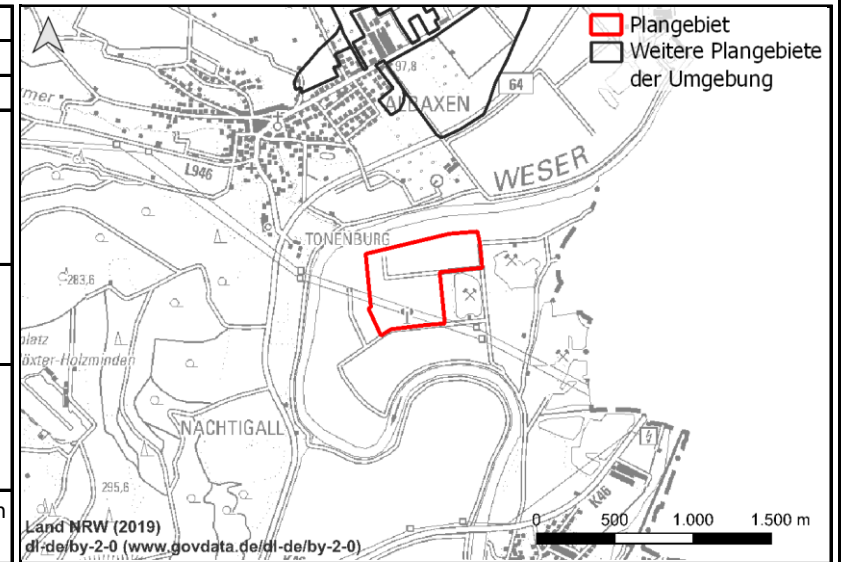 Plangebiet
Weitere Plangebiete
der Umgebung
97,8
ALBAXEN
64
L946
WESER
TONENBURG
283,6
platz
Höxter-Holzminden
NACHTIGALL
295,6
K46
Land NRW (2019)
dl-de/by-2-0 (www.govdata.de/dl-de/by-2-0)
0 500 1.000 1.500 m